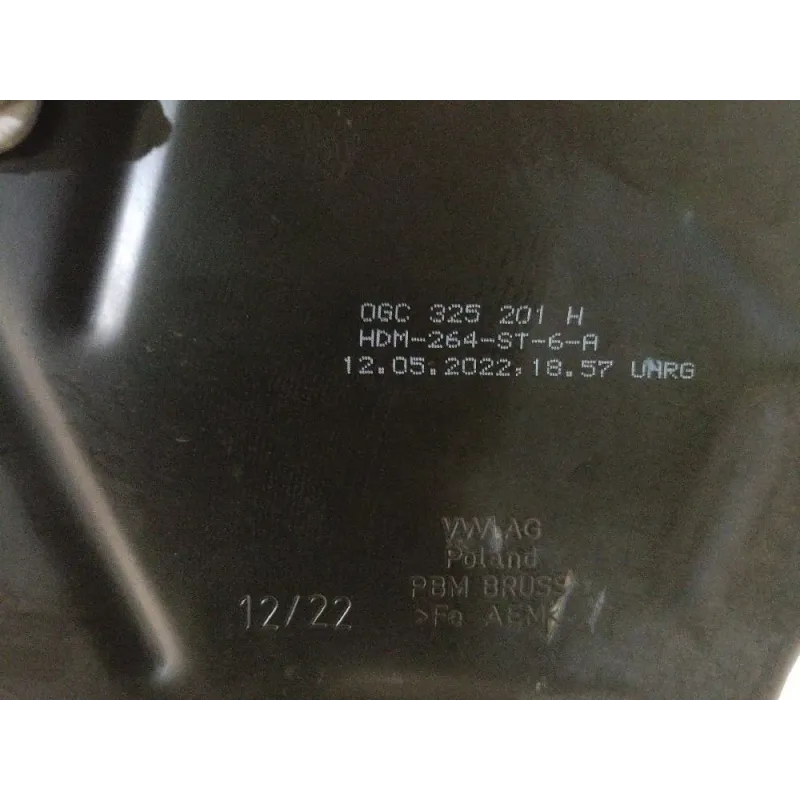 0GC 325 201 H
HDM-264-ST-6-A
12.05.2022,18.57 UHRG
VW AG
Poland
PBM BRUSS
>Fe AEM<
12/22